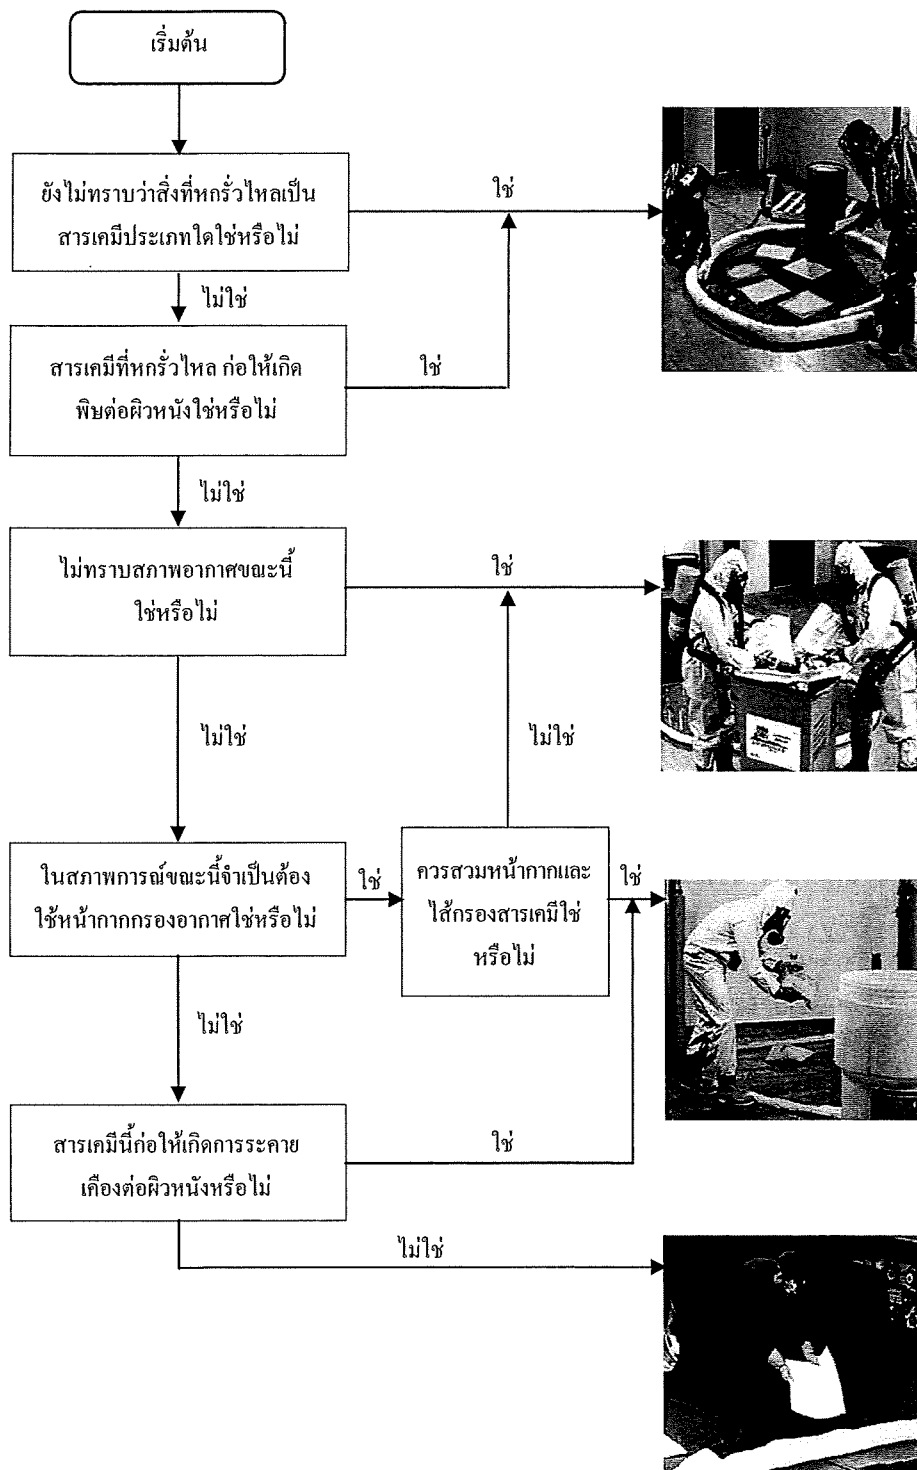 เริ่มต้น
ยังไม่ทราบว่าสิ่งที่หกรั่วไหลเป็น
สารเคมีประเภทใดใช่หรือไม่
ใช่
ไม่ใช่
สารเคมีที่หกรั่วไหล ก่อให้เกิด
พิษต่อผิวหนังใช่หรือไม่
ใช่
ไม่ใช่
ไม่ทราบสภาพอากาศขณะนี้
ใช่หรือไม่
ใช่
ไม่ใช่
ไม่ใช่
ในสภาพการณ์ขณะนี้จำเป็นต้อง
ใช้หน้ากากกรองอากาศใช่หรือไม่
ใช่
ควรสวมหน้ากากและ
ไส้กรองสารเคมีใช่
หรือไม่
ใช่
ไม่ใช่
สารเคมีนี้ก่อให้เกิดการระคาย
เคืองต่อผิวหนังหรือไม่
ใช่
ไม่ใช่